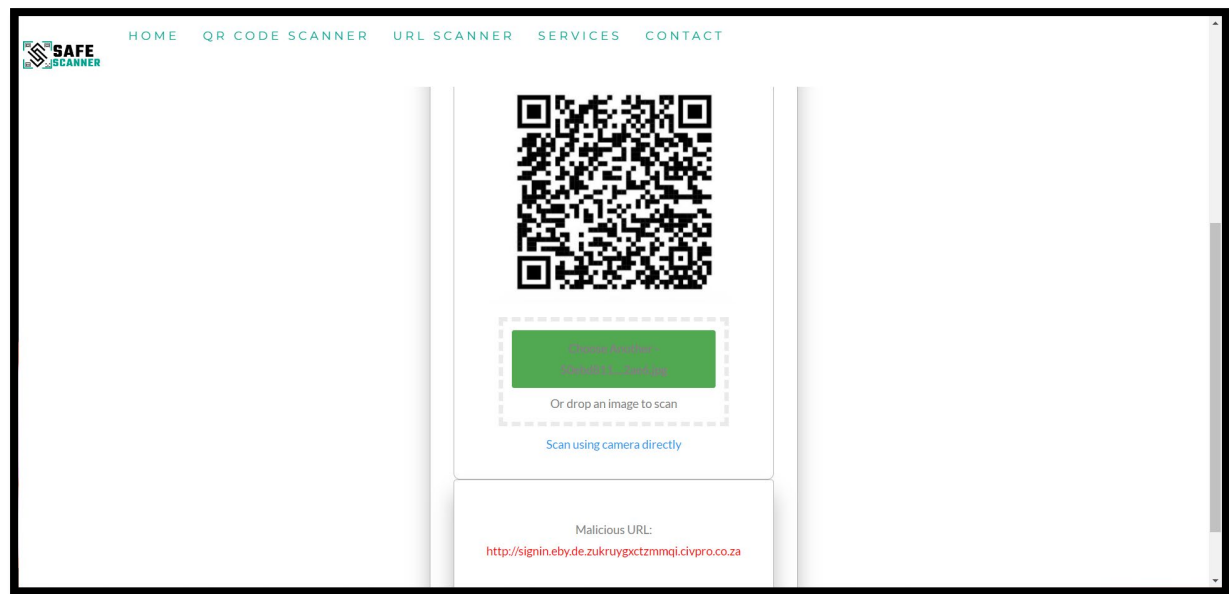 SAFE
SCANNER
HOME QR CODE SCANNER URL SCANNER SERVICES CONTACT
Or drop an image to scan
Scan using camera directly
Malicious URL:
http://signin.eby.de.zukruygxctzmmqi.civpro.co.za